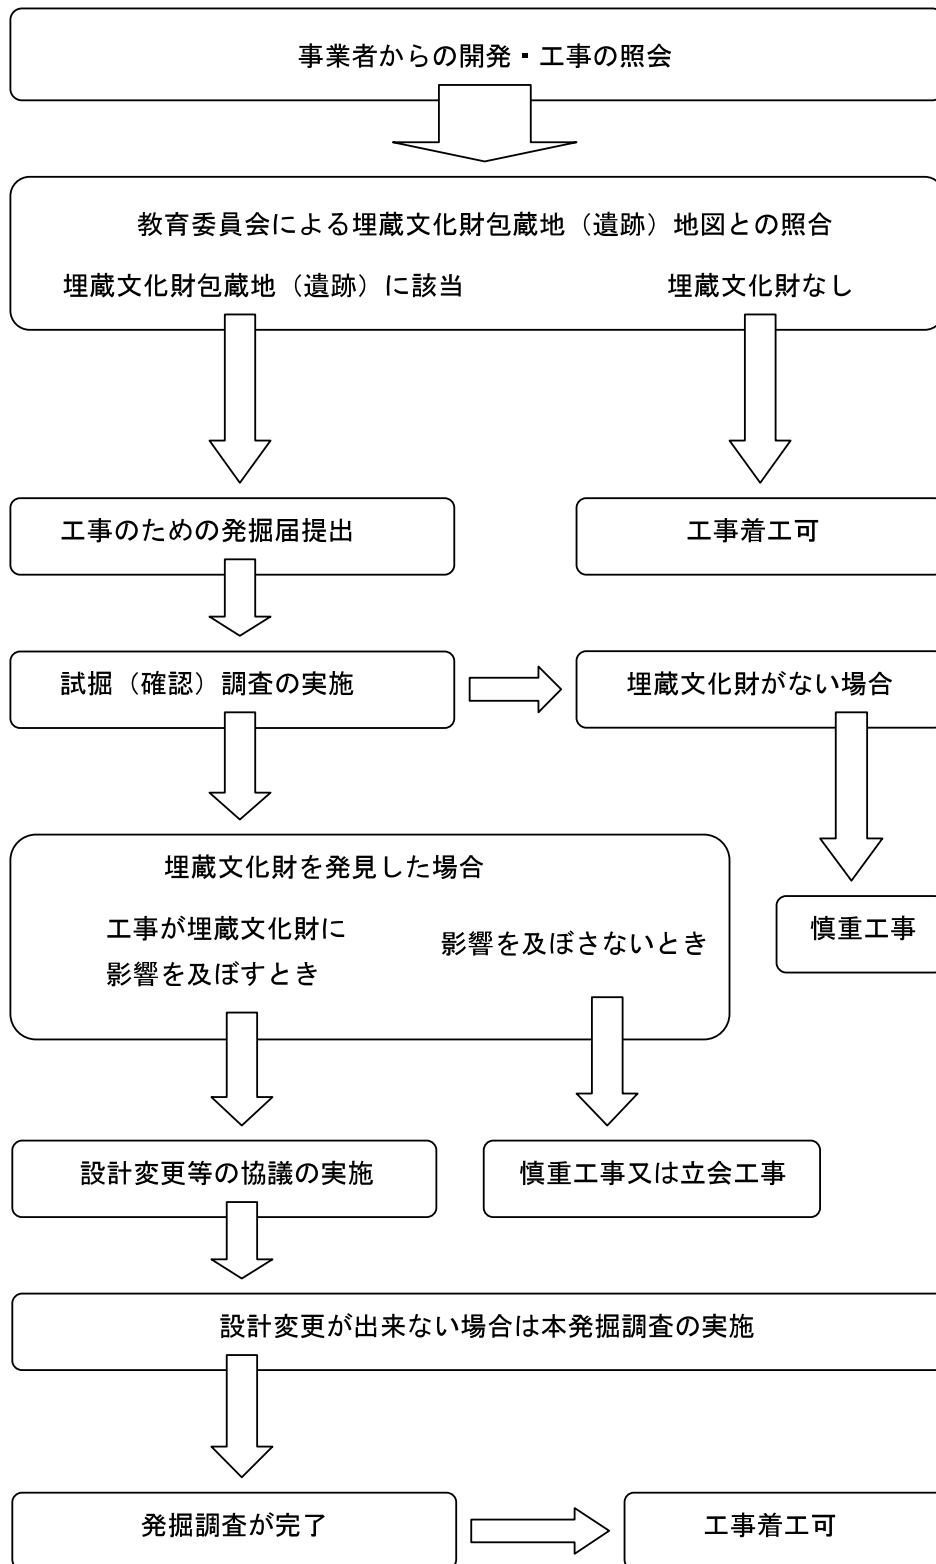 事業者からの開発・工事の照会
教育委員会による埋蔵文化財包蔵地（遺跡）地図との照合
埋蔵文化財包蔵地（遺跡）に該当
埋蔵文化財なし
工事のための発掘届提出
工事着工可
試掘（確認）調査の実施
埋蔵文化財がない場合
埋蔵文化財を発見した場合
工事が埋蔵文化財に
影響を及ぼすとき
影響を及ぼさないとき
慎重工事
設計変更等の協議の実施
慎重工事又は立会工事
設計変更が出来ない場合は本発掘調査の実施
発掘調査が完了
工事着工可